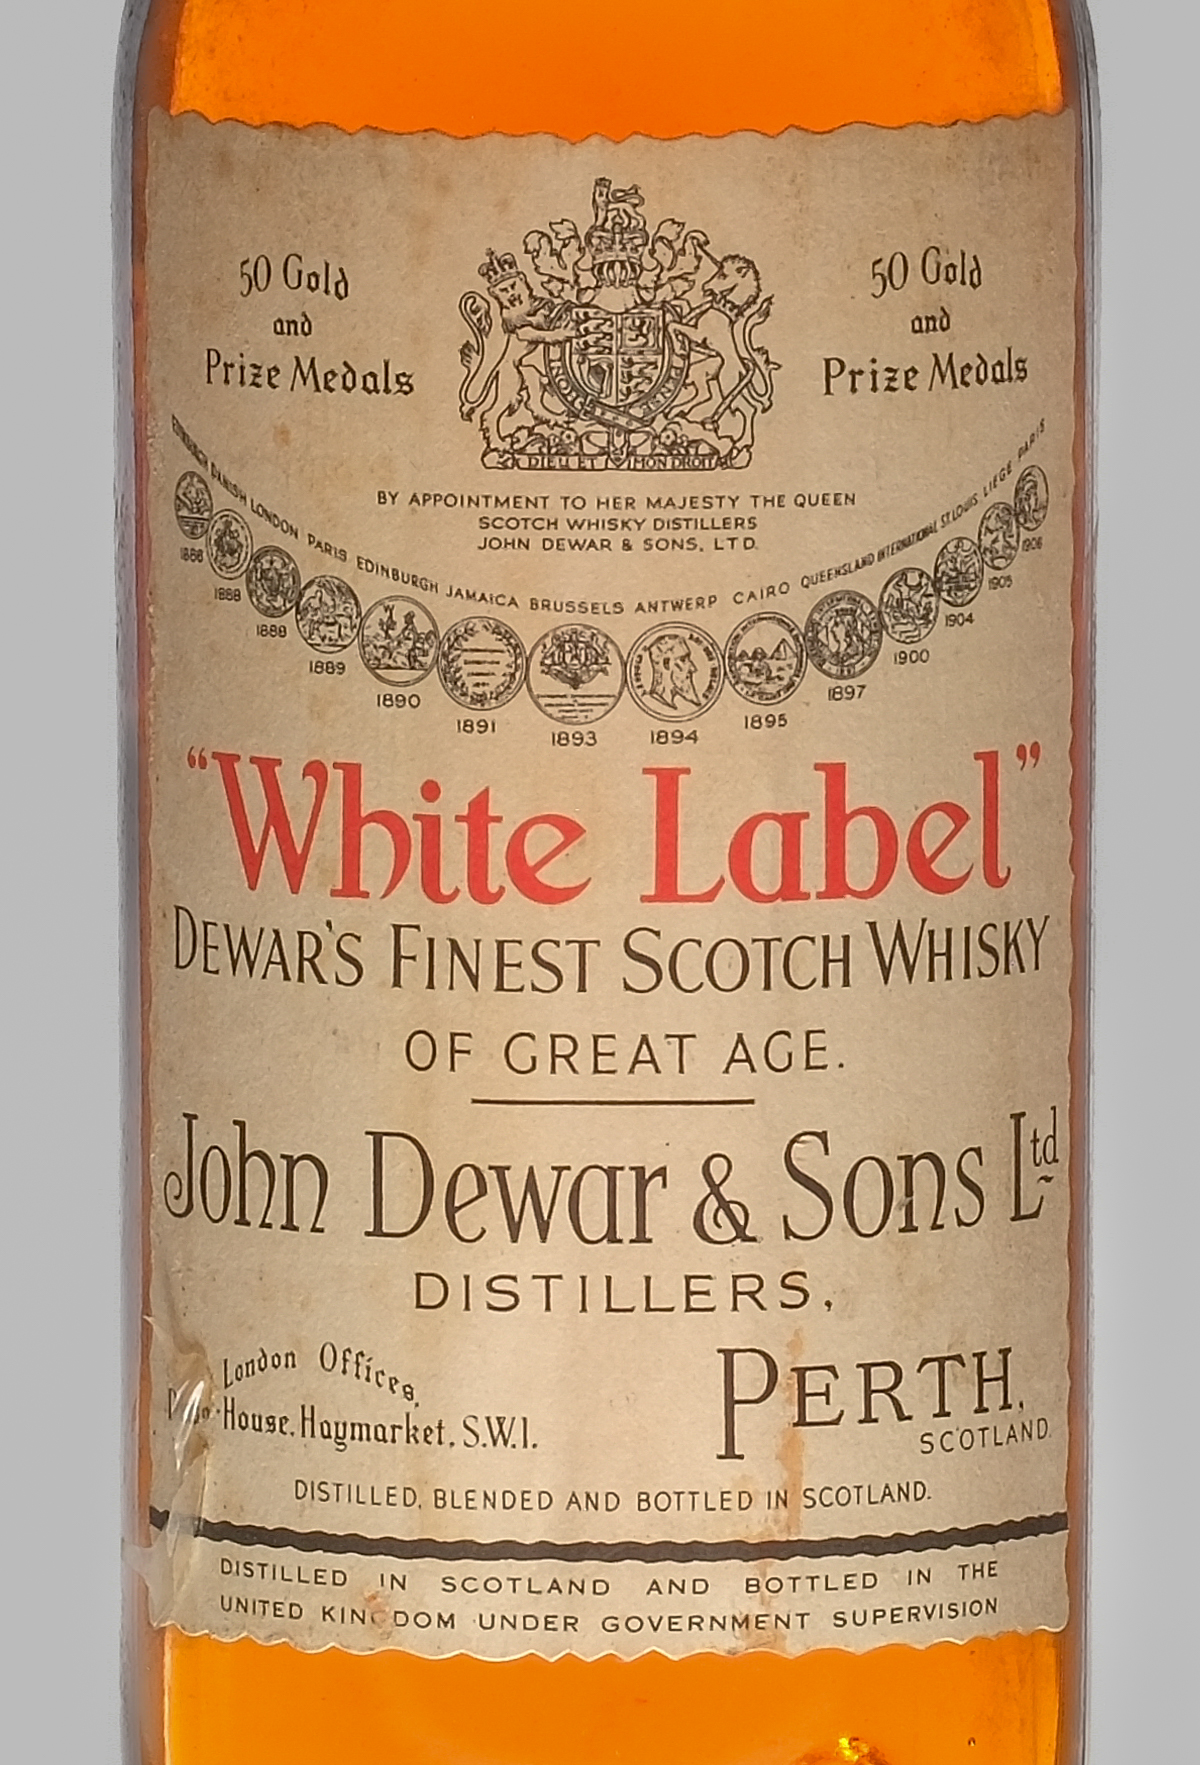 50 Gold
and
Prize Medals
50 Gold
and
Prize Medals
DIEU ET MON DROIT
BY APPOINTMENT TO HER MAJESTY THE QUEEN
SCOTCH WHISKY DISTILLERS
JOHN DEWAR & SONS, LTD.
EDINBURGH DANISH LONDON PARIS EDINBURGH JAMAICA BRUSSELS ANTWERP CAIRO QUEENSLAND INTERNATIONAL ST. LOUIS LIEGE PARIS
1886 1888 1888 1889 1890 1891 1893 1894 1895 1897 1900 1904 1905 1906
"White Label"
DEWAR'S FINEST SCOTCH WHISKY
OF GREAT AGE.
John Dewar & Sons Ltd
DISTILLERS,
London Offices,
House, Haymarket, S.W.1.
PERTH,
SCOTLAND.
DISTILLED, BLENDED AND BOTTLED IN SCOTLAND.
DISTILLED IN SCOTLAND AND BOTTLED IN THE
UNITED KINGDOM UNDER GOVERNMENT SUPERVISION